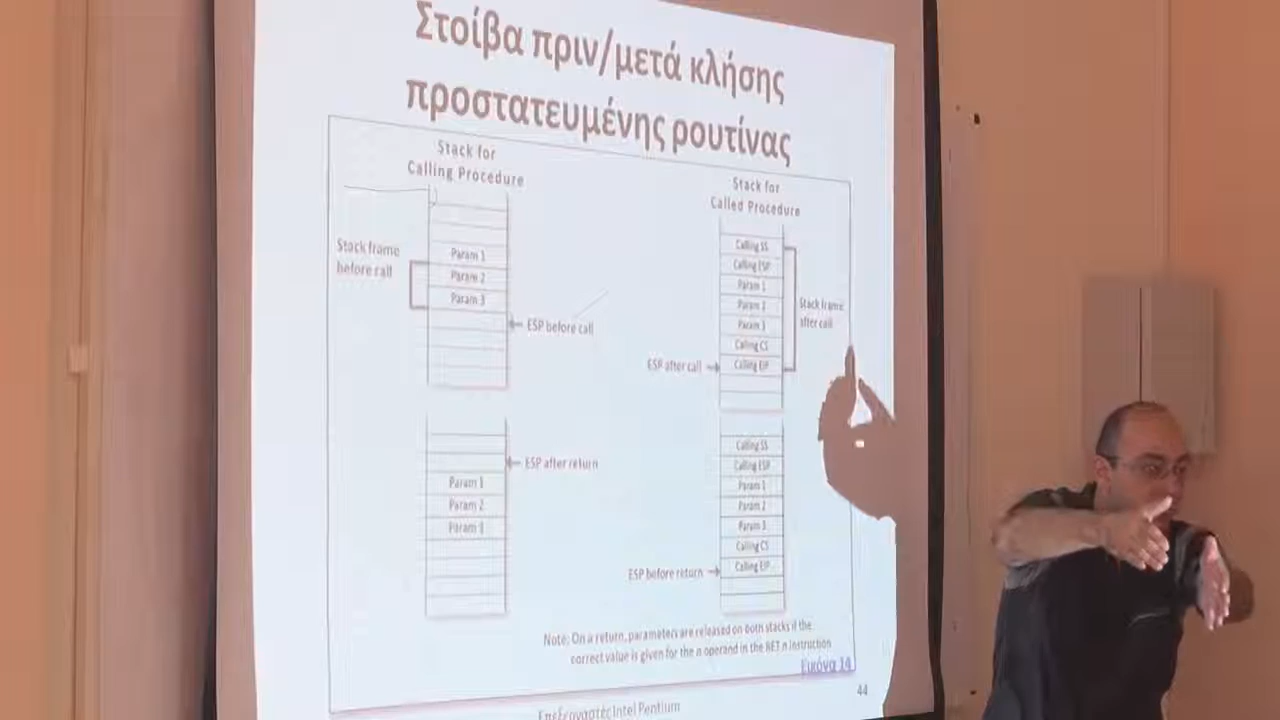 Στοίβα πριν/μετά κλήσης
προστατευμένης ρουτίνας
Stack for
Calling Procedure
Stack frame
before call
Param 1
Param 2
Param 3
ESP before call
Stack for
Called Procedure
Calling SS
Calling ESP
Param 1
Param 2
Param 3
Calling CS
Calling EIP
Stack frame
after call
ESP after call
ESP after return
Param 1
Param 2
Param 3
Calling SS
Calling ESP
Param 1
Param 2
Param 3
Calling CS
Calling EIP
ESP before return
Note: On a return, parameters are released on both stacks if the
correct value is given for the n operand in the RET n instruction
Εικόνα 14
44
Επεξεργαστές Intel Pentium